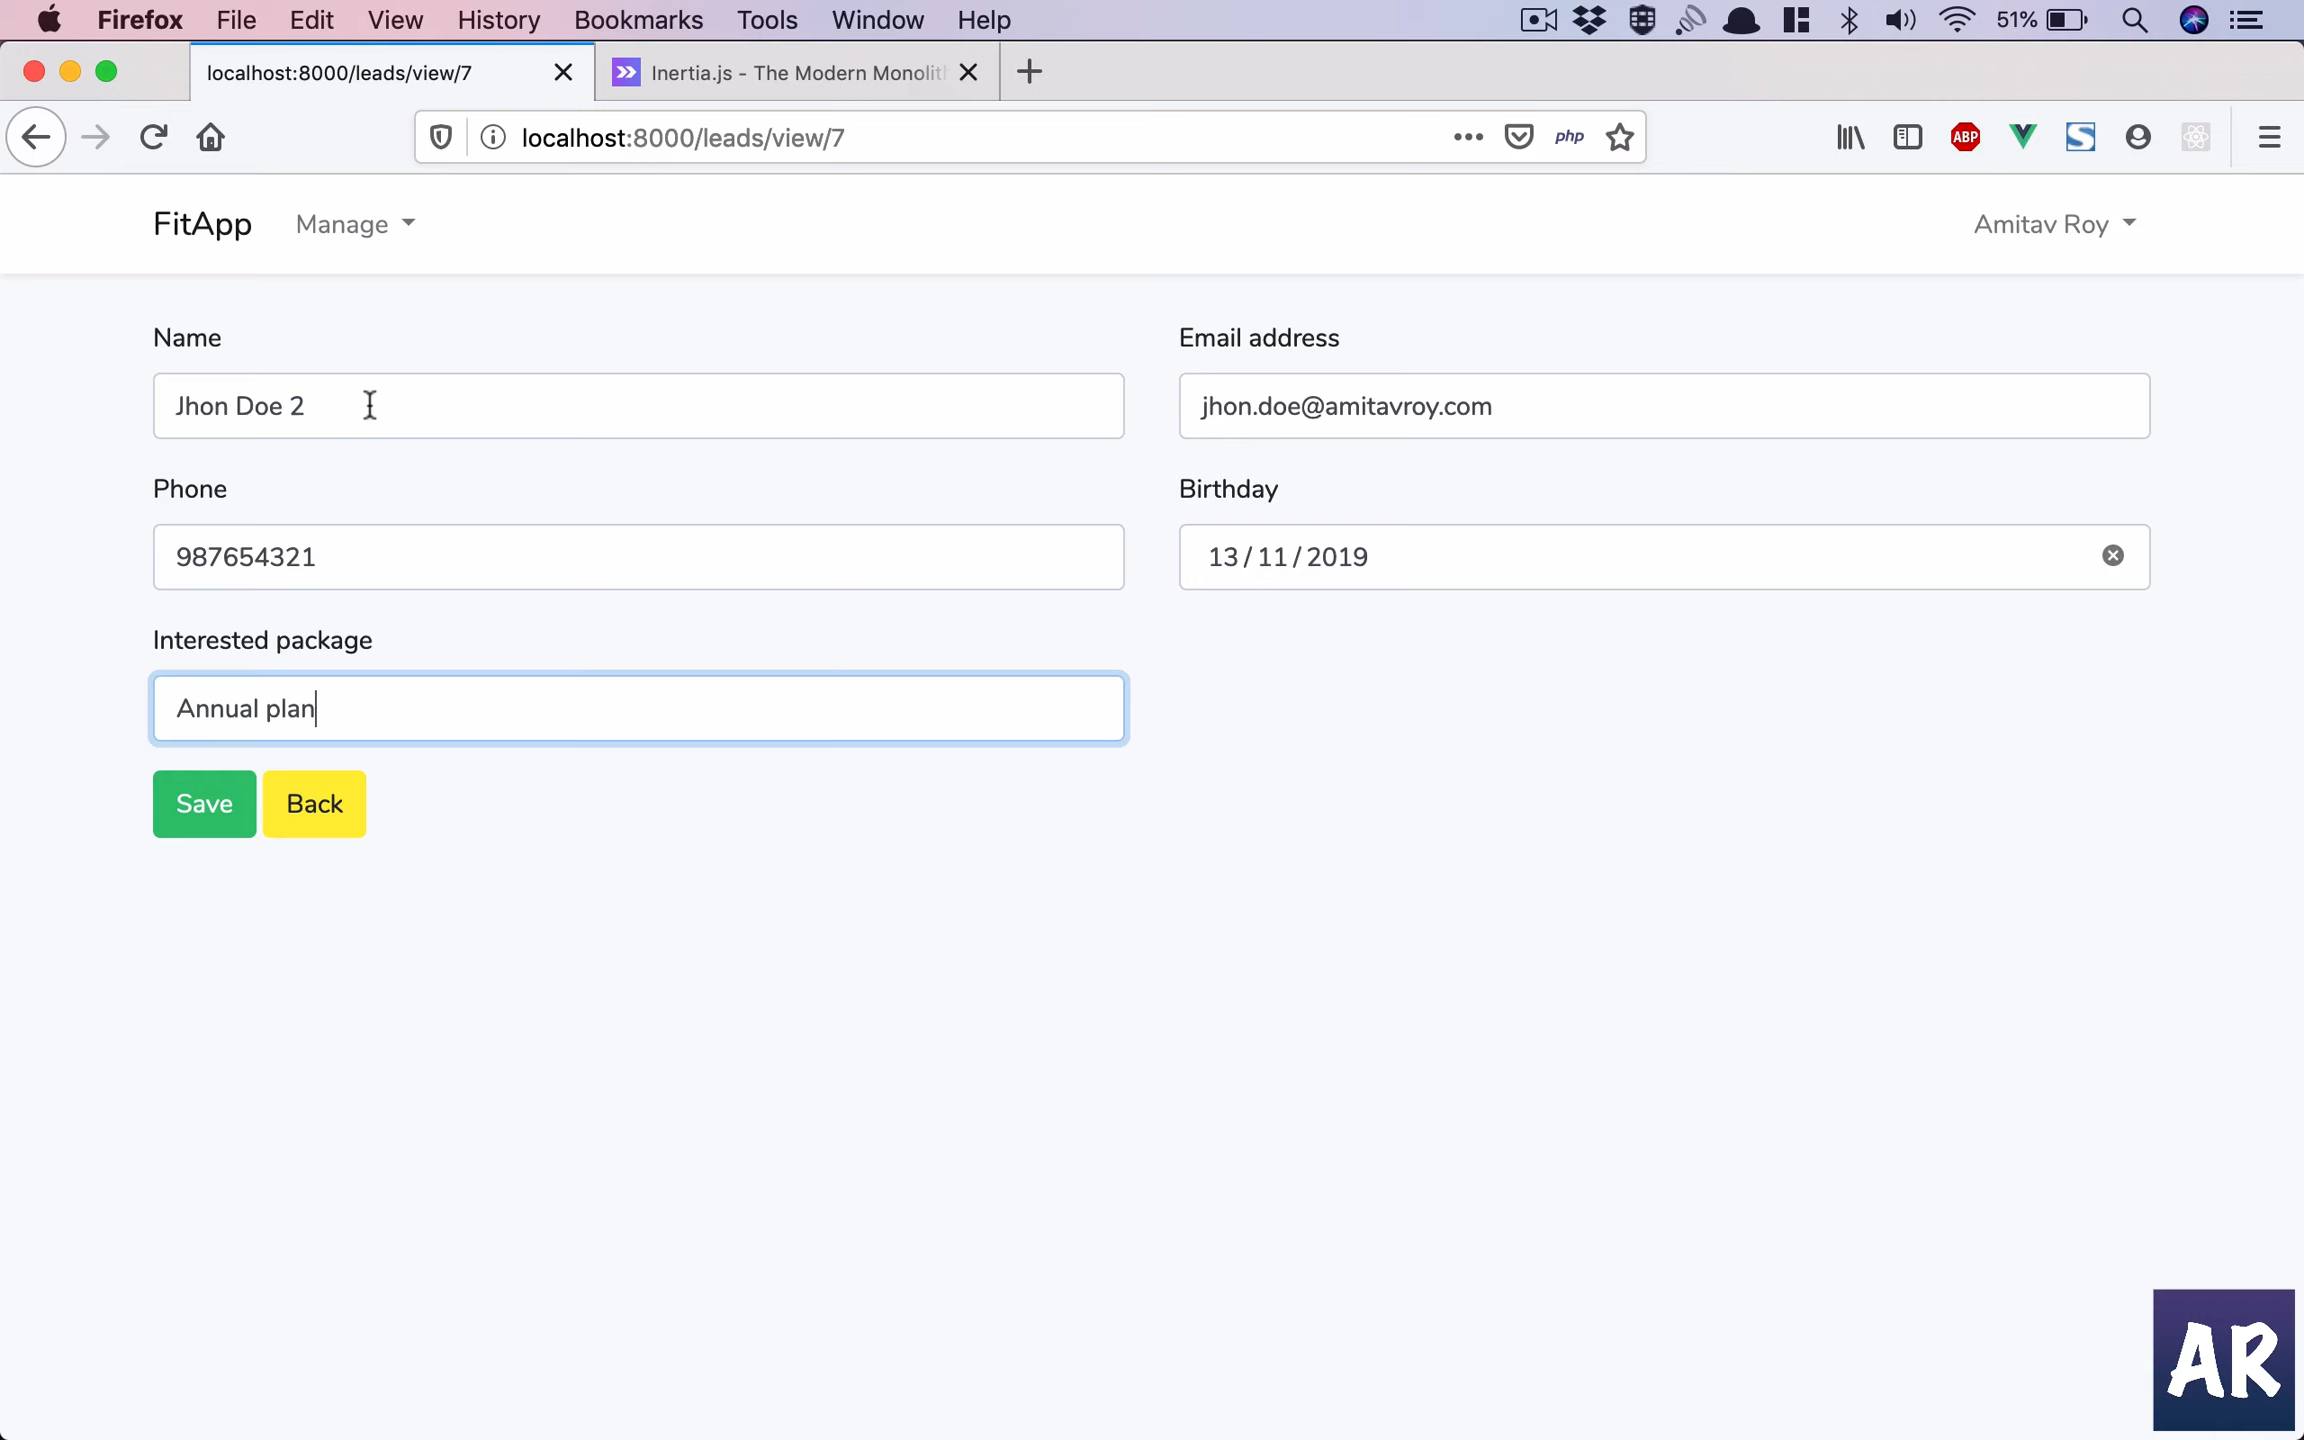 Firefox File Edit View History Bookmarks Tools Window Help 51%
localhost:8000/leads/view/7 Inertia.js - The Modern Monolith
localhost:8000/leads/view/7 php ABP
FitApp Manage Amitav Roy
Name Email address
Jhon Doe 2 jhon.doe@amitavroy.com
Phone Birthday
987654321 13/11/2019
Interested package
Annual plan
Save Back
AR